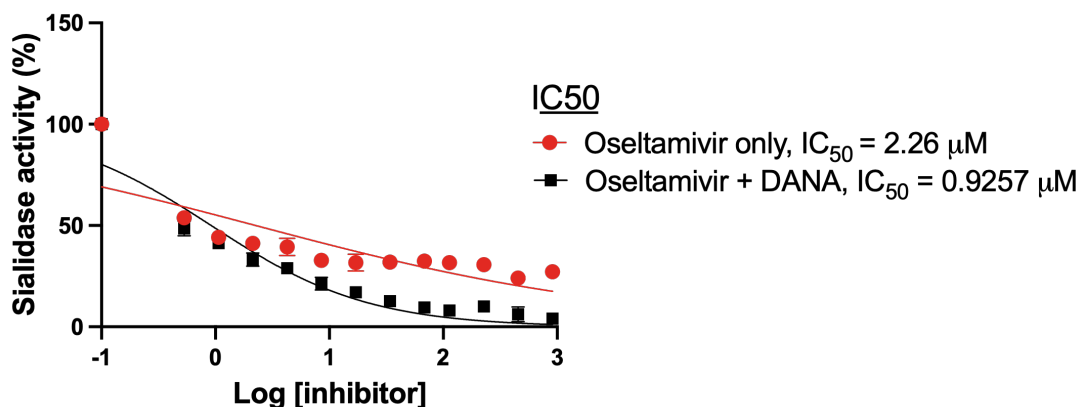 150
100
50
0
Sialidase activity (%)
-1 0 1 2 3
Log [inhibitor]
IC50
Oseltamivir only, IC50 = 2.26 μM
Oseltamivir + DANA, IC50 = 0.9257 μM